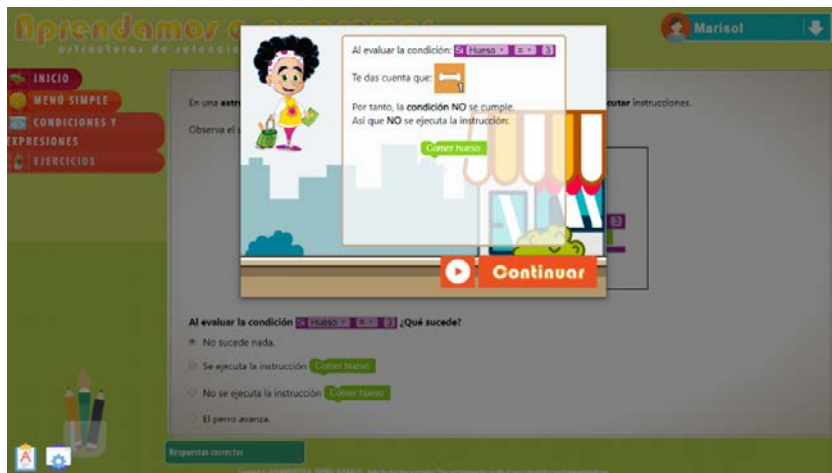 Aprendamos a programar
estructuras de selección
Marisol
INICIO
MENÚ SIMPLE
CONDICIONES Y
EXPRESIONES
EJERCICIOS
En una estr
cutar instrucciones.
Observa el s
Al evaluar la condición: Si Hueso = 3
Te das cuenta que: 1
Por tanto, la condición NO se cumple.
Así que NO se ejecuta la instrucción:
Comer hueso
3
Continuar
Al evaluar la condición Si Hueso = 3 ¿Qué sucede?
No sucede nada.
Se ejecuta la instrucción Comer hueso
No se ejecuta la instrucción Comer hueso
El perro avanza.
Respuestas correctas